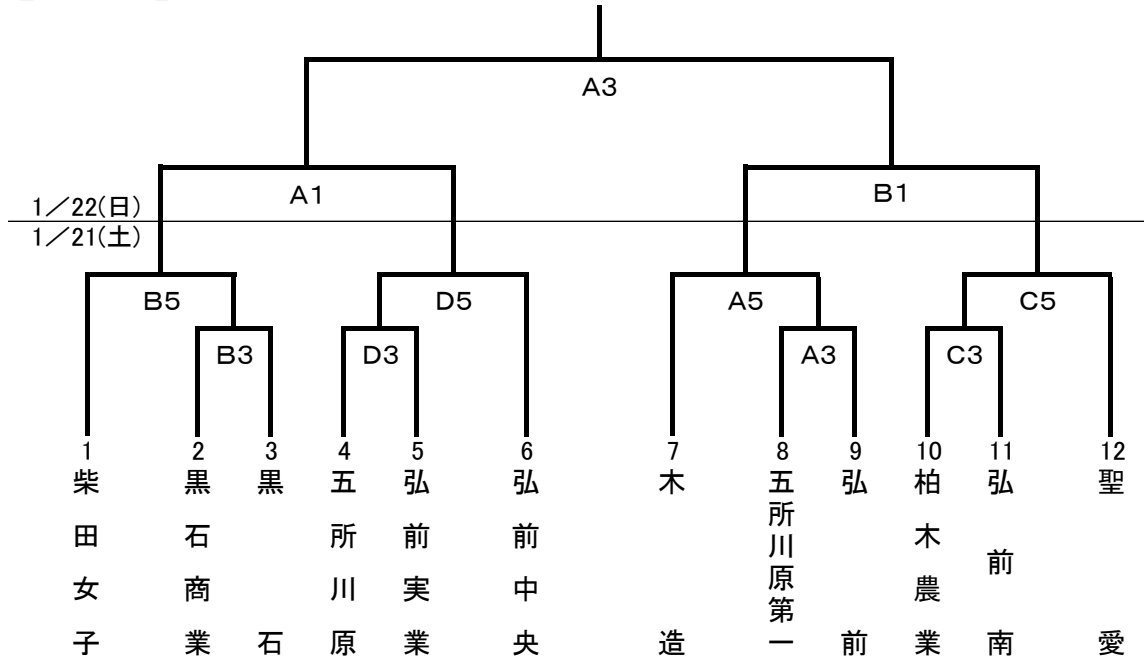 A3
A1
B1
1/22(日)
1/21(土)
B5
D5
A5
C5
B3
D3
A3
C3
1 2 3 4 5 6 7 8 9 10 11 12
柴田女子
黒石商業
黒石
五所川原
弘前実業
弘前中央
木造
五所川原第一
弘前
柏木農業
弘前南
聖愛